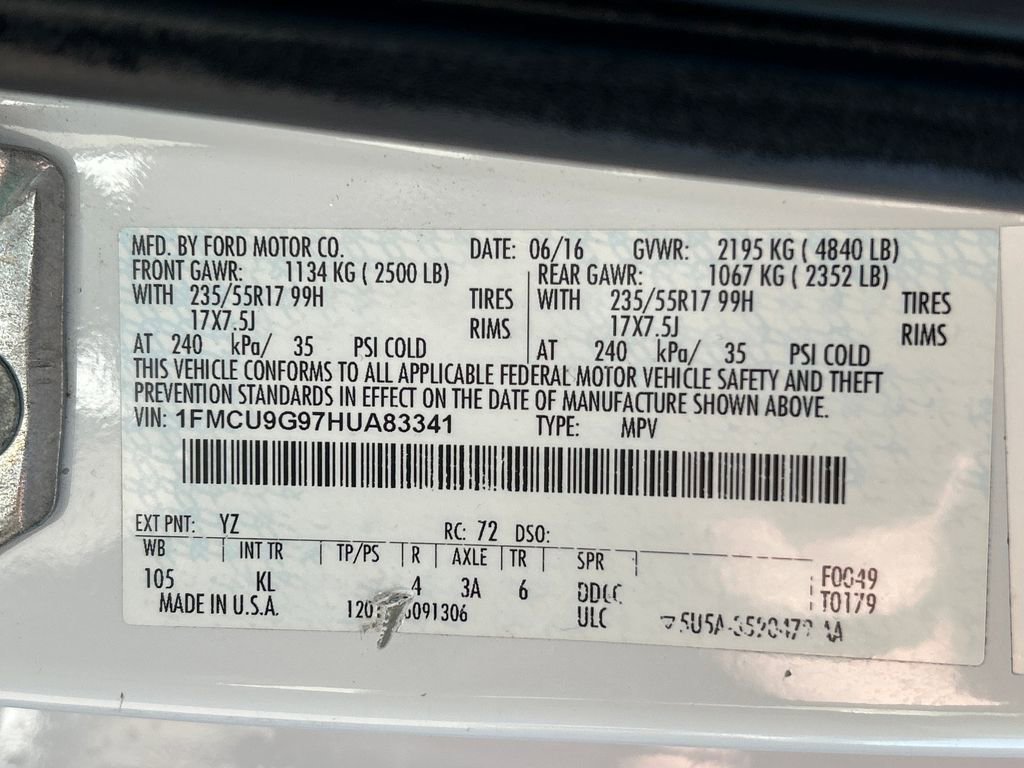 MFD. BY FORD MOTOR CO. DATE: 06/16 GVWR: 2195 KG ( 4840 LB)
FRONT GAWR: 1134 KG ( 2500 LB) REAR GAWR: 1067 KG ( 2352 LB)
WITH 235/55R17 99H TIRES WITH 235/55R17 99H TIRES
17X7.5J RIMS 17X7.5J RIMS
AT 240 kPa/ 35 PSI COLD AT 240 kPa/ 35 PSI COLD
THIS VEHICLE CONFORMS TO ALL APPLICABLE FEDERAL MOTOR VEHICLE SAFETY AND THEFT
PREVENTION STANDARDS IN EFFECT ON THE DATE OF MANUFACTURE SHOWN ABOVE.
VIN: 1FMCU9G97HUA83341 TYPE: MPV
EXT PNT: YZ RC: 72 DSO:
WB INT TR TP/PS R AXLE TR SPR
105 KL 4 3A 6 F0049
MADE IN U.S.A. ULC T0179